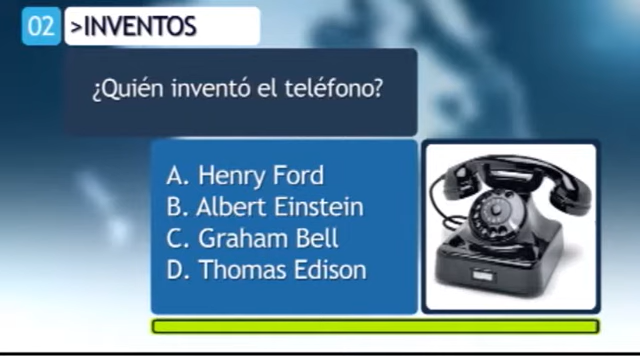 02 >INVENTOS
¿Quién inventó el teléfono?
A. Henry Ford
B. Albert Einstein
C. Graham Bell
D. Thomas Edison